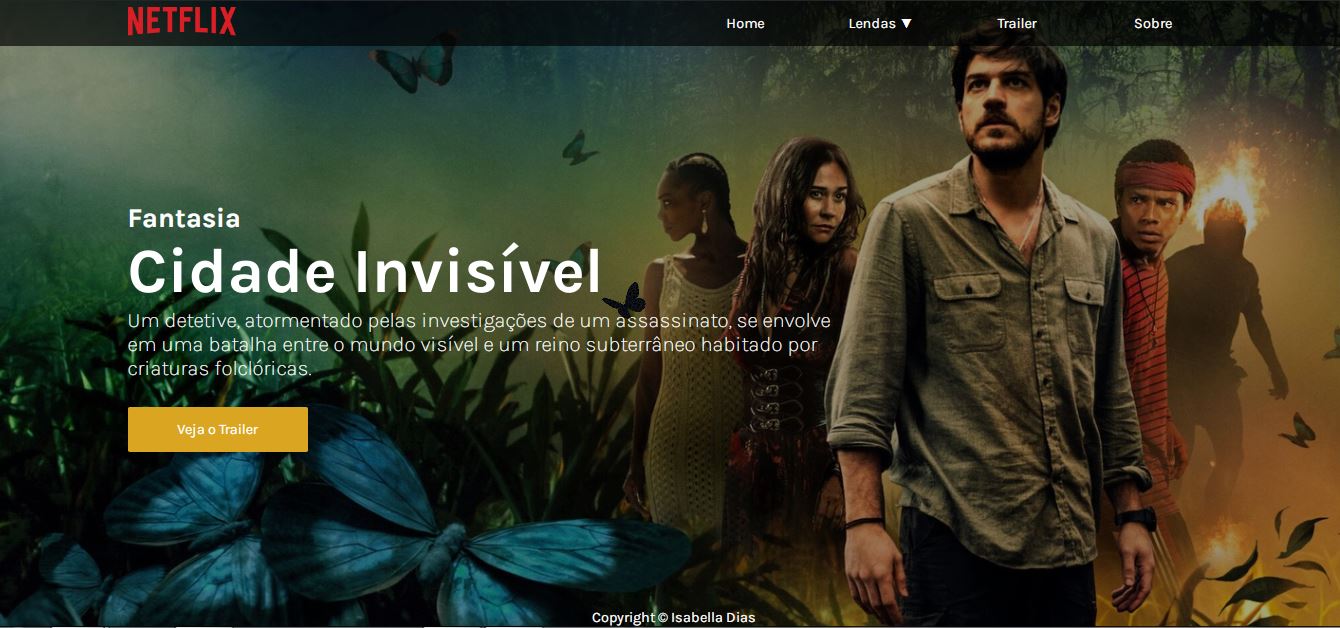 NETFLIX
Home
Lendas ▼
Trailer
Sobre
Fantasia
Cidade Invisível
Um detetive, atormentado pelas investigações de um assassinato, se envolve
em uma batalha entre o mundo visível e um reino subterrâneo habitado por
criaturas folclóricas.
Veja o Trailer
Copyright © Isabella Dias